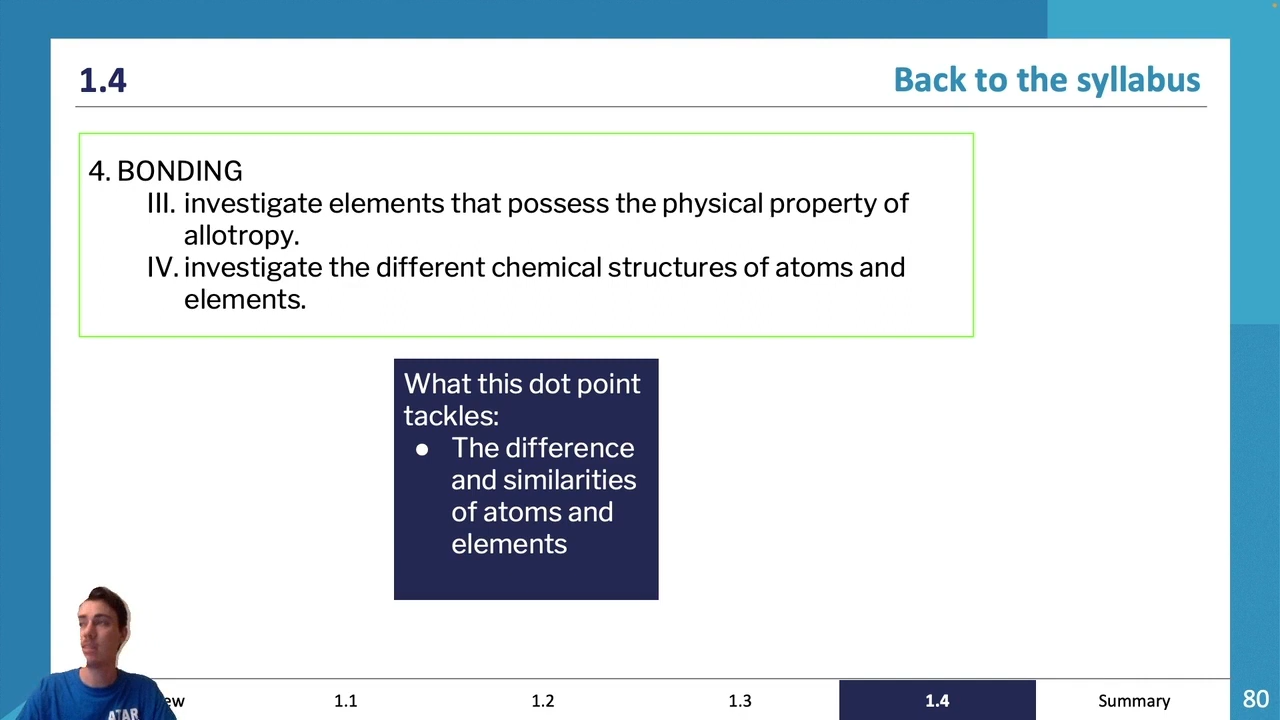 1.4
Back to the syllabus
4. BONDING
III. investigate elements that possess the physical property of
allotropy.
IV. investigate the different chemical structures of atoms and
elements.
What this dot point
tackles:
● The difference
and similarities
of atoms and
elements
ew
1.1
1.2
1.3
1.4
Summary
80
ATAR